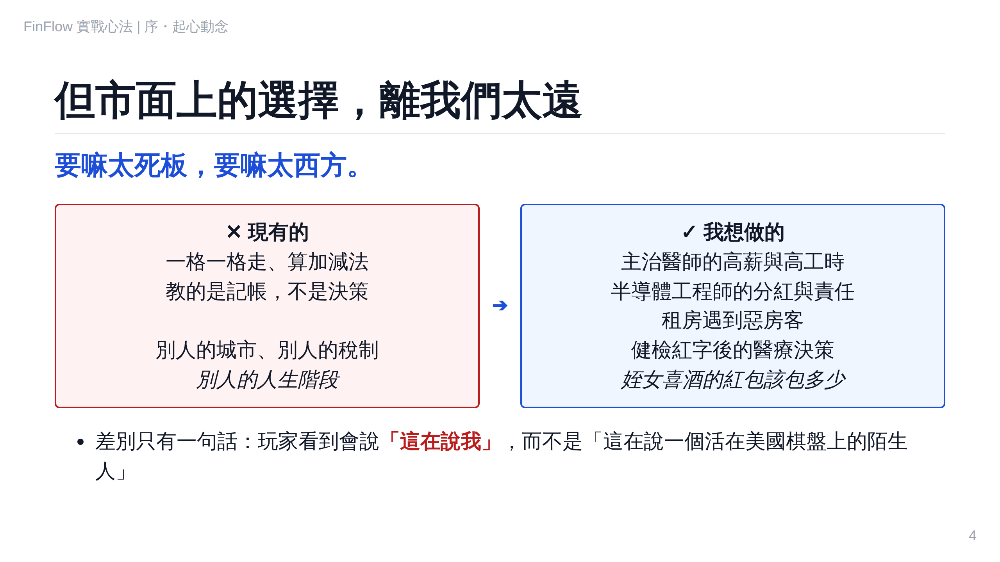 FinFlow 實戰心法 | 序・起心動念
但市面上的選擇，離我們太遠
要嘛太死板，要嘛太西方。
✕ 現有的
一格一格走、算加減法
教的是記帳，不是決策
別人的城市、別人的稅制
別人的人生階段
➔
✓ 我想做的
主治醫師的高薪與高工時
半導體工程師的分紅與責任
租房遇到惡房客
健檢紅字後的醫療決策
姪女喜酒的紅包該包多少
• 差別只有一句話：玩家看到會說「這在說我」，而不是「這在說一個活在美國棋盤上的陌生
人」
4